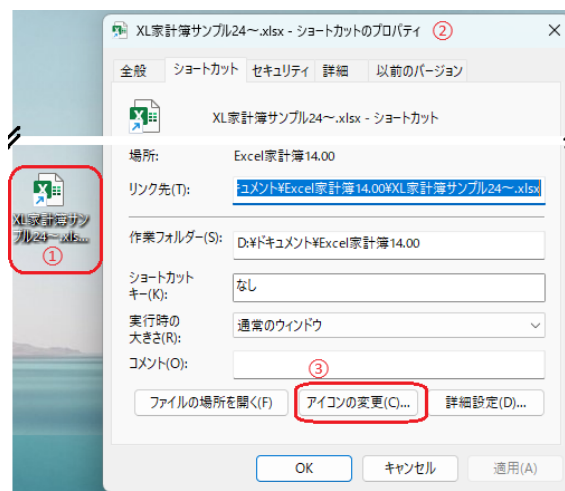 XL家計簿サンプル24～.xlsx - ショートカットのプロパティ ②
全般 ショートカット セキュリティ 詳細 以前のバージョン
XL家計簿サンプル24～.xlsx - ショートカット
場所: Excel家計簿14.00
リンク先(T): ｭメント¥Excel家計簿14.00¥XL家計簿サンプル24～.xlsx
XL家計簿サン
プル24～.xls...
①
作業フォルダー(S): D:¥ドキュメント¥Excel家計簿14.00
ショートカット
キー(K):
なし
実行時の
大きさ(R):
通常のウィンドウ
コメント(O):
③
ファイルの場所を開く(F) アイコンの変更(C)... 詳細設定(D)...
OK キャンセル 適用(A)